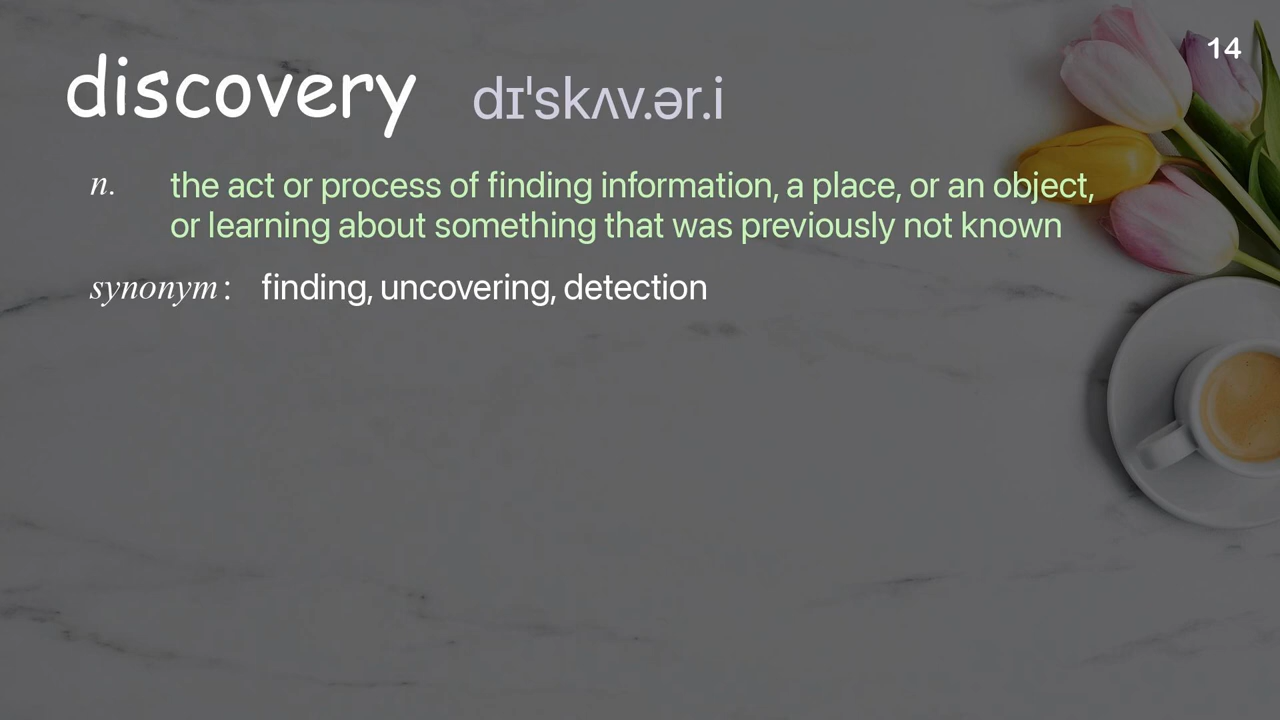 14
discovery dɪˈskʌv.ər.i
n. the act or process of finding information, a place, or an object,
or learning about something that was previously not known
synonym : finding, uncovering, detection